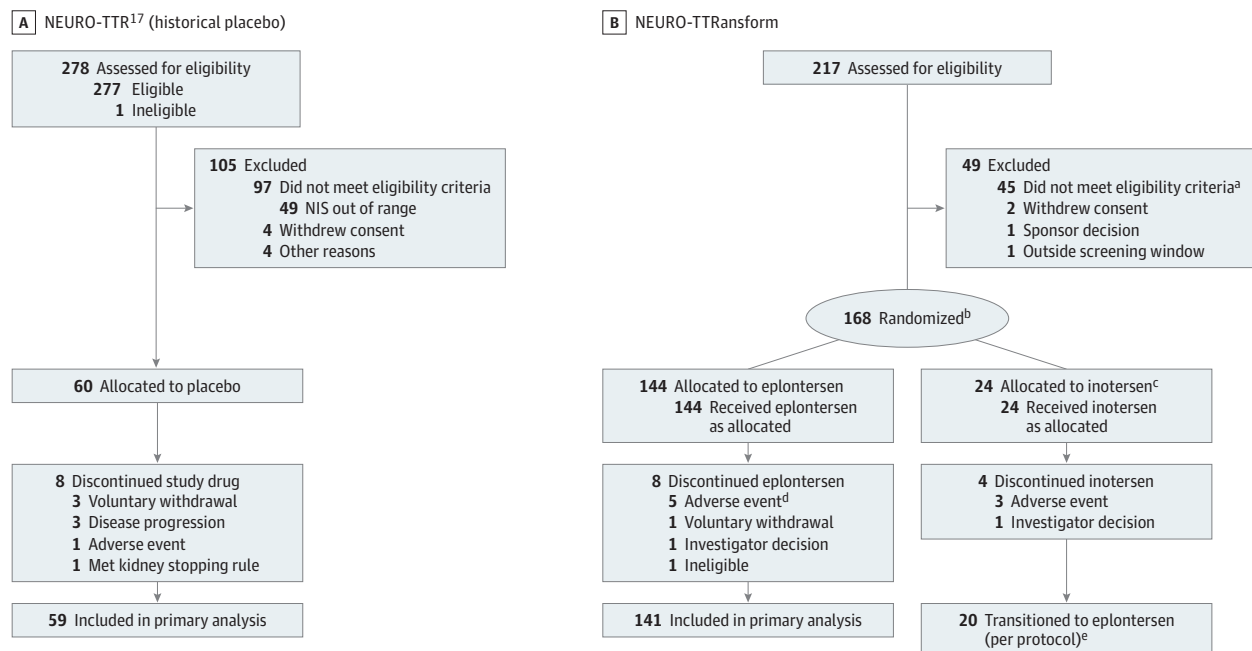 A NEURO-TTR17 (historical placebo)
278 Assessed for eligibility
277 Eligible
1 Ineligible
105 Excluded
97 Did not meet eligibility criteria
49 NIS out of range
4 Withdrew consent
4 Other reasons
60 Allocated to placebo
8 Discontinued study drug
3 Voluntary withdrawal
3 Disease progression
1 Adverse event
1 Met kidney stopping rule
59 Included in primary analysis
B NEURO-TTRansform
217 Assessed for eligibility
49 Excluded
45 Did not meet eligibility criteriaa
2 Withdrew consent
1 Sponsor decision
1 Outside screening window
168 Randomizedb
144 Allocated to eplontersen
144 Received eplontersen
as allocated
8 Discontinued eplontersen
5 Adverse eventd
1 Voluntary withdrawal
1 Investigator decision
1 Ineligible
141 Included in primary analysis
24 Allocated to inotersenc
24 Received inotersen
as allocated
4 Discontinued inotersen
3 Adverse event
1 Investigator decision
20 Transitioned to eplontersen
(per protocol)e